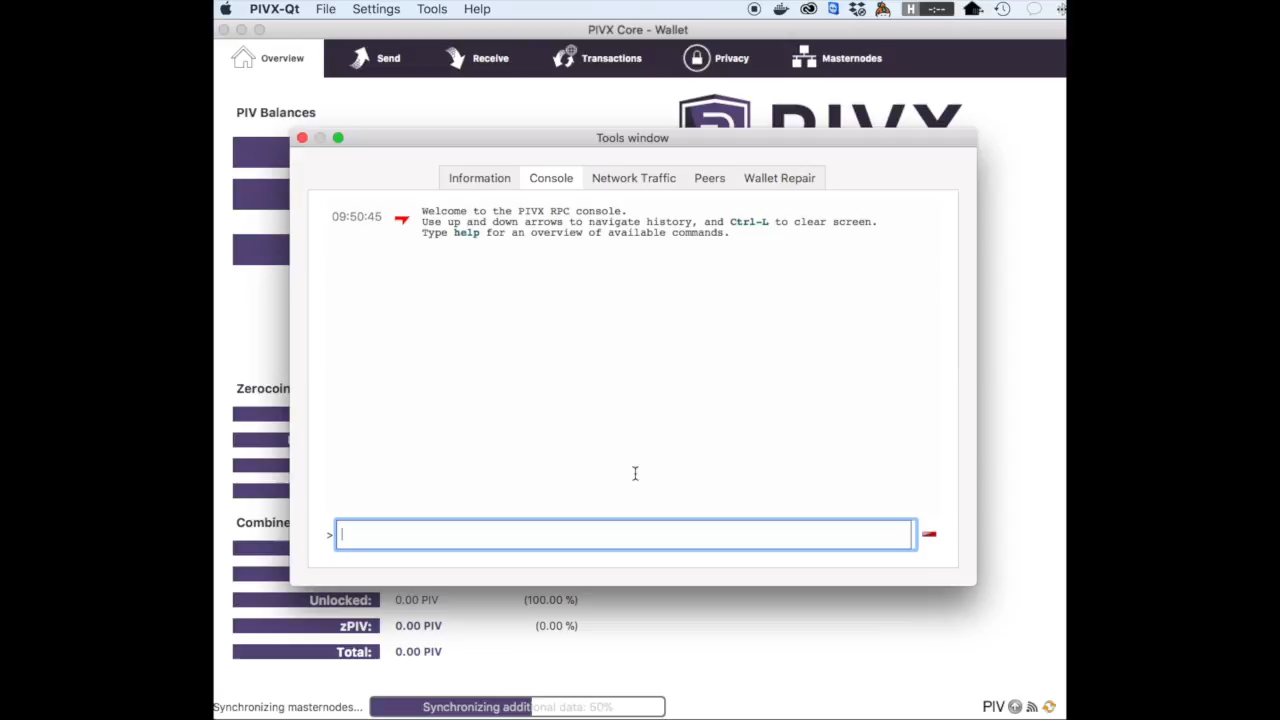 PIVX-Qt File Settings Tools Help
H -:--
PIVX Core - Wallet
Overview Send Receive Transactions Privacy Masternodes
PIV Balances
PIVX
Tools window
Information Console Network Traffic Peers Wallet Repair
09:50:45 Welcome to the PIVX RPC console.
Use up and down arrows to navigate history, and Ctrl-L to clear screen.
Type help for an overview of available commands.
Zerocoin
>
Combine
Unlocked: 0.00 PIV (100.00 %)
zPIV: 0.00 PIV (0.00 %)
Total: 0.00 PIV
Synchronizing masternodes... Synchronizing additional data: 50% PIV